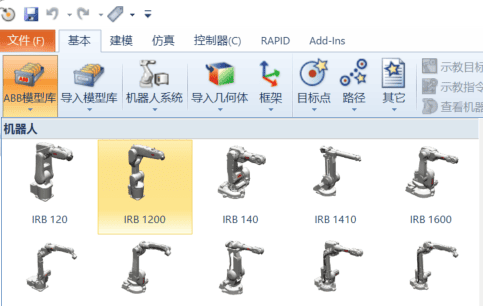 文件(F) 基本 建模 仿真 控制器(C) RAPID Add-Ins
ABB模型库 导入模型库 机器人系统 导入几何体 框架 目标点 路径 其它
示教目标
示教指令
查看机器
机器人
IRB 120 IRB 1200 IRB 140 IRB 1410 IRB 1600